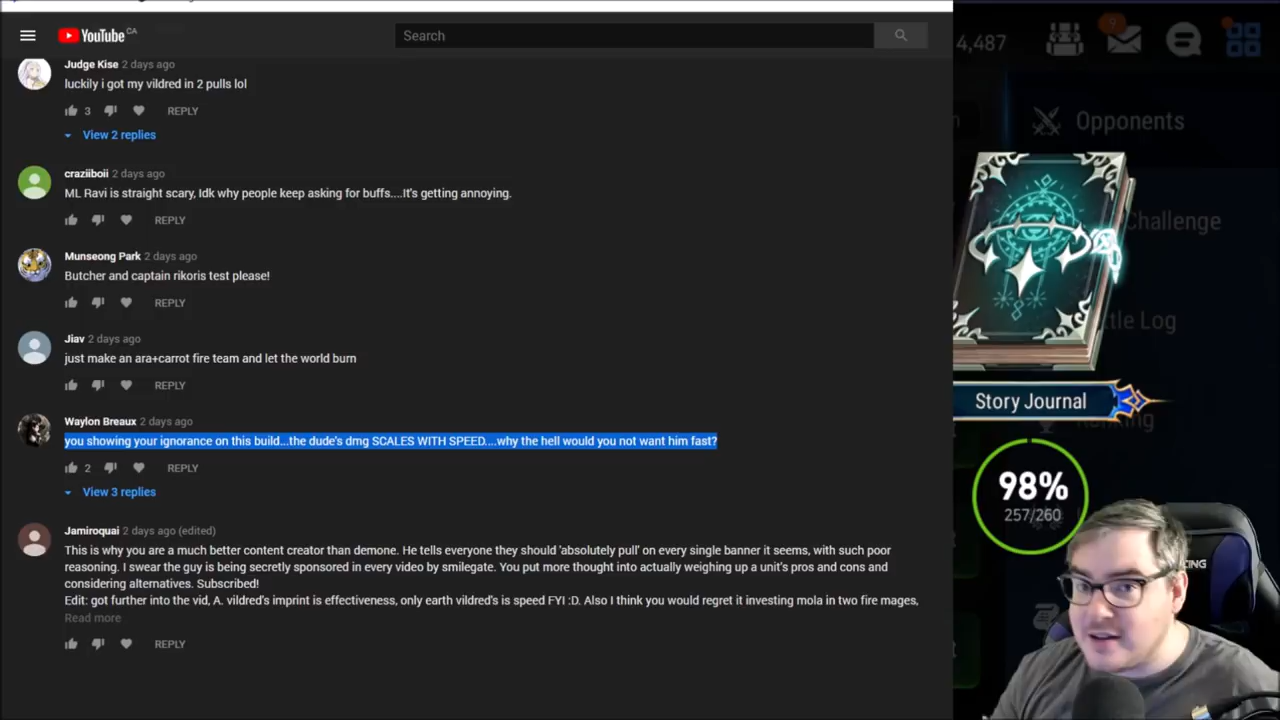 YouTube CA
Search
4,487
9
Judge Kise 2 days ago
luckily i got my vildred in 2 pulls lol
3 REPLY
View 2 replies
craziiboii 2 days ago
ML Ravi is straight scary, Idk why people keep asking for buffs....It's getting annoying.
REPLY
Munseong Park 2 days ago
Butcher and captain rikoris test please!
REPLY
Jiav 2 days ago
just make an ara+carrot fire team and let the world burn
REPLY
Waylon Breaux 2 days ago
you showing your ignorance on this build...the dude's dmg SCALES WITH SPEED....why the hell would you not want him fast?
2 REPLY
View 3 replies
Jamiroquai 2 days ago (edited)
This is why you are a much better content creator than demone. He tells everyone they should 'absolutely pull' on every single banner it seems, with such poor
reasoning. I swear the guy is being secretly sponsored in every video by smilegate. You put more thought into actually weighing up a unit's pros and cons and
considering alternatives. Subscribed!
Edit: got further into the vid, A. vildred's imprint is effectiveness, only earth vildred's is speed FYI :D. Also I think you would regret it investing mola in two fire mages,
Read more
REPLY
Opponents
Challenge
ttle Log
Story Journal
98%
257/260